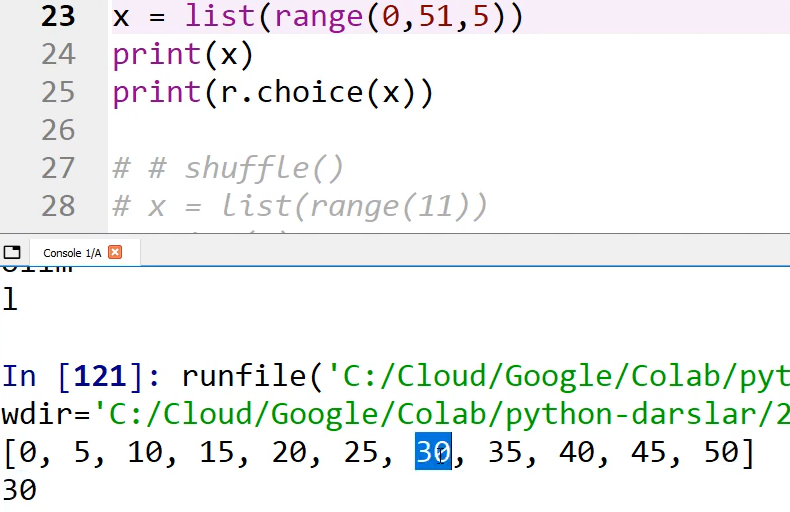 23 x = list(range(0,51,5))
24 print(x)
25 print(r.choice(x))
26
27 # # shuffle()
28 # x = list(range(11))
Console 1/A
l
In [121]: runfile('C:/Cloud/Google/Colab/pyt
wdir='C:/Cloud/Google/Colab/python-darslar/2
[0, 5, 10, 15, 20, 25, 30, 35, 40, 45, 50]
30